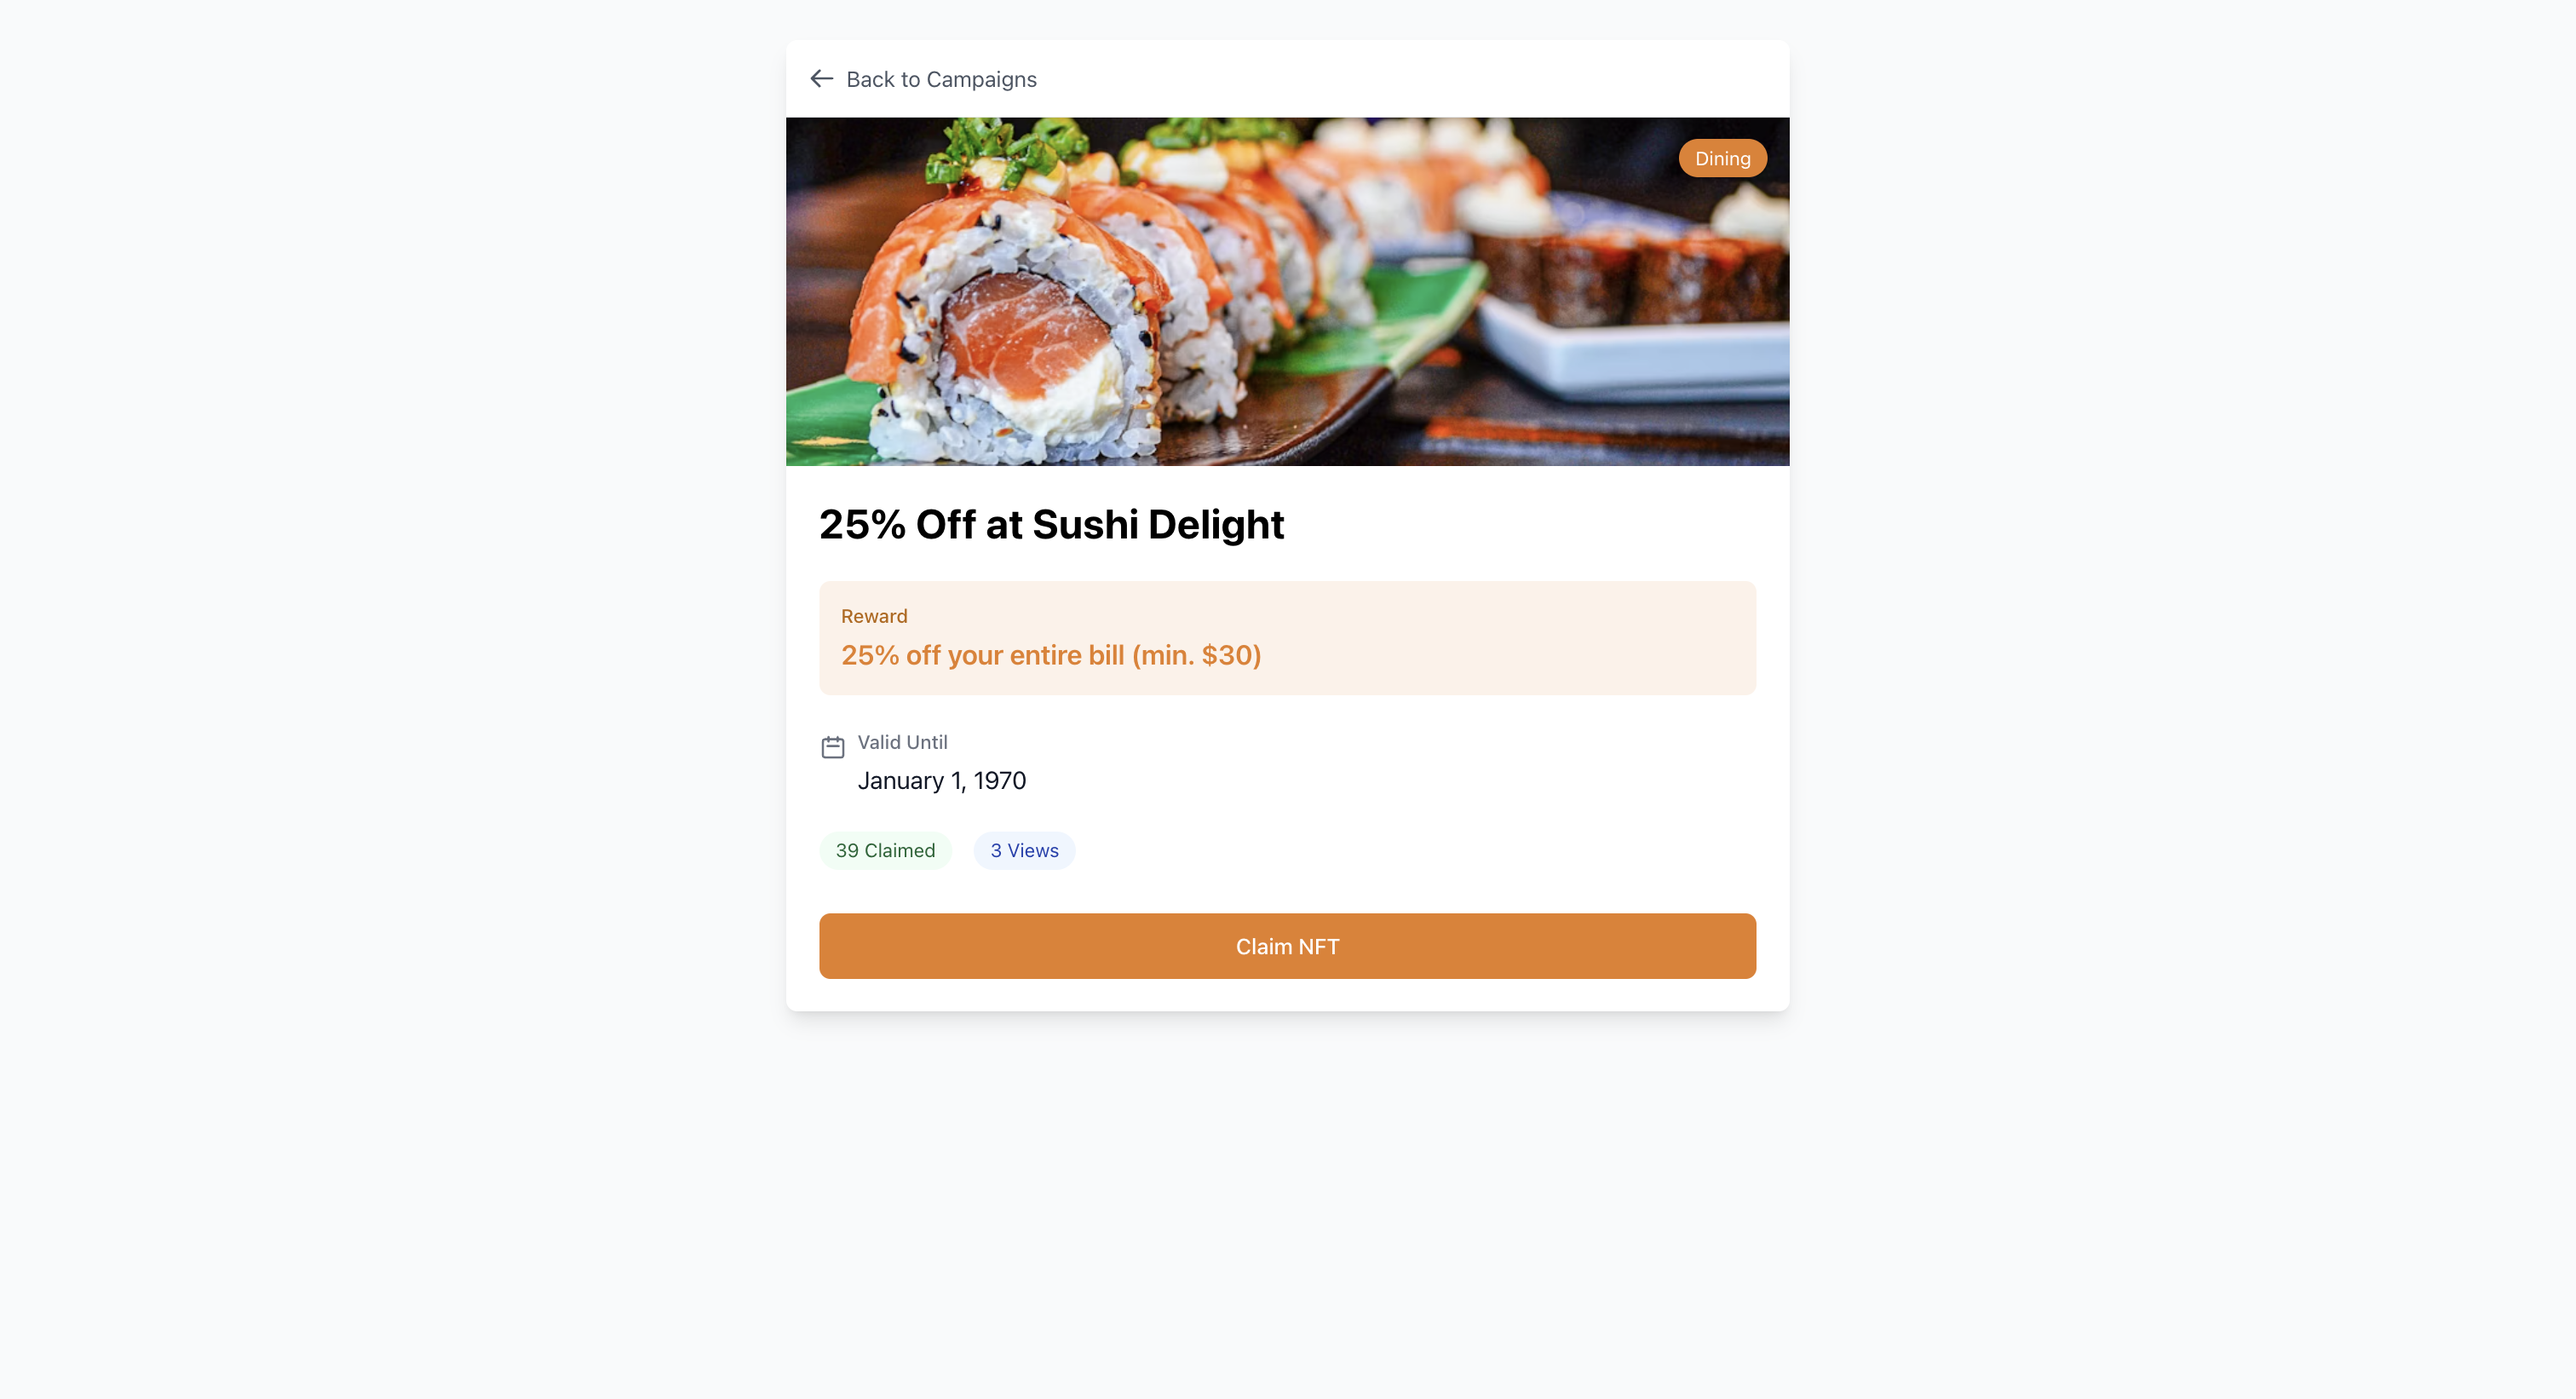 Back to Campaigns
Dining
25% Off at Sushi Delight
Reward
25% off your entire bill (min. $30)
Valid Until
January 1, 1970
39 Claimed
3 Views
Claim NFT